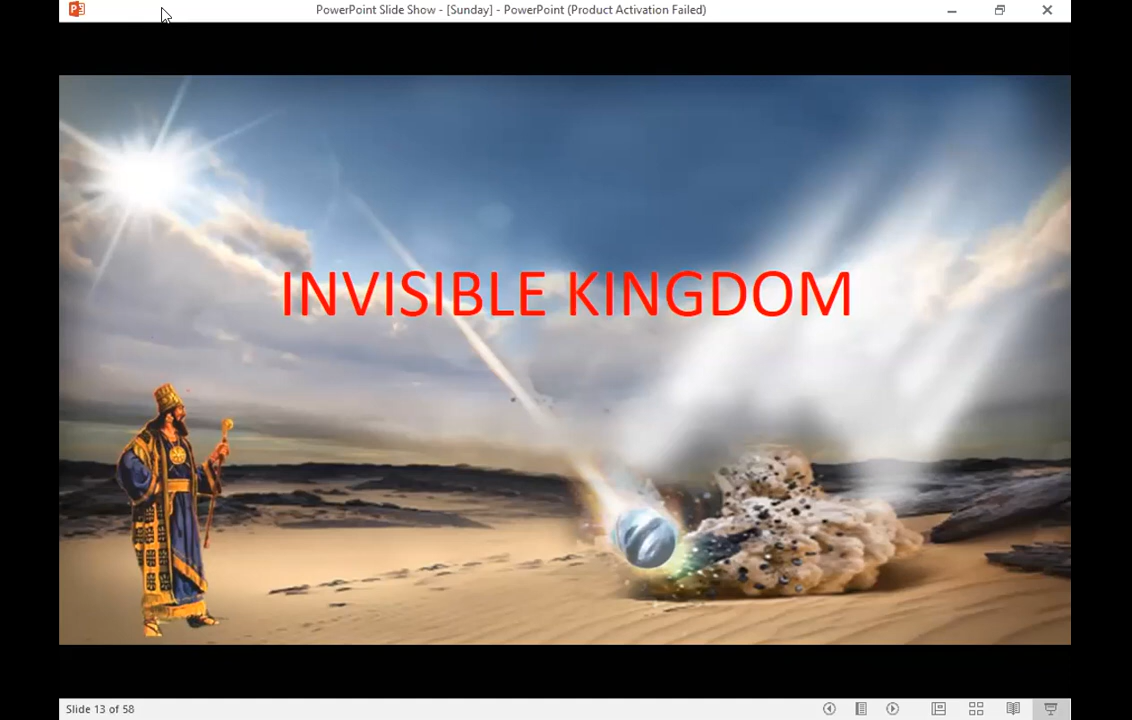 PowerPoint Slide Show - [Sunday] - PowerPoint (Product Activation Failed)
INVISIBLE KINGDOM
Slide 13 of 58